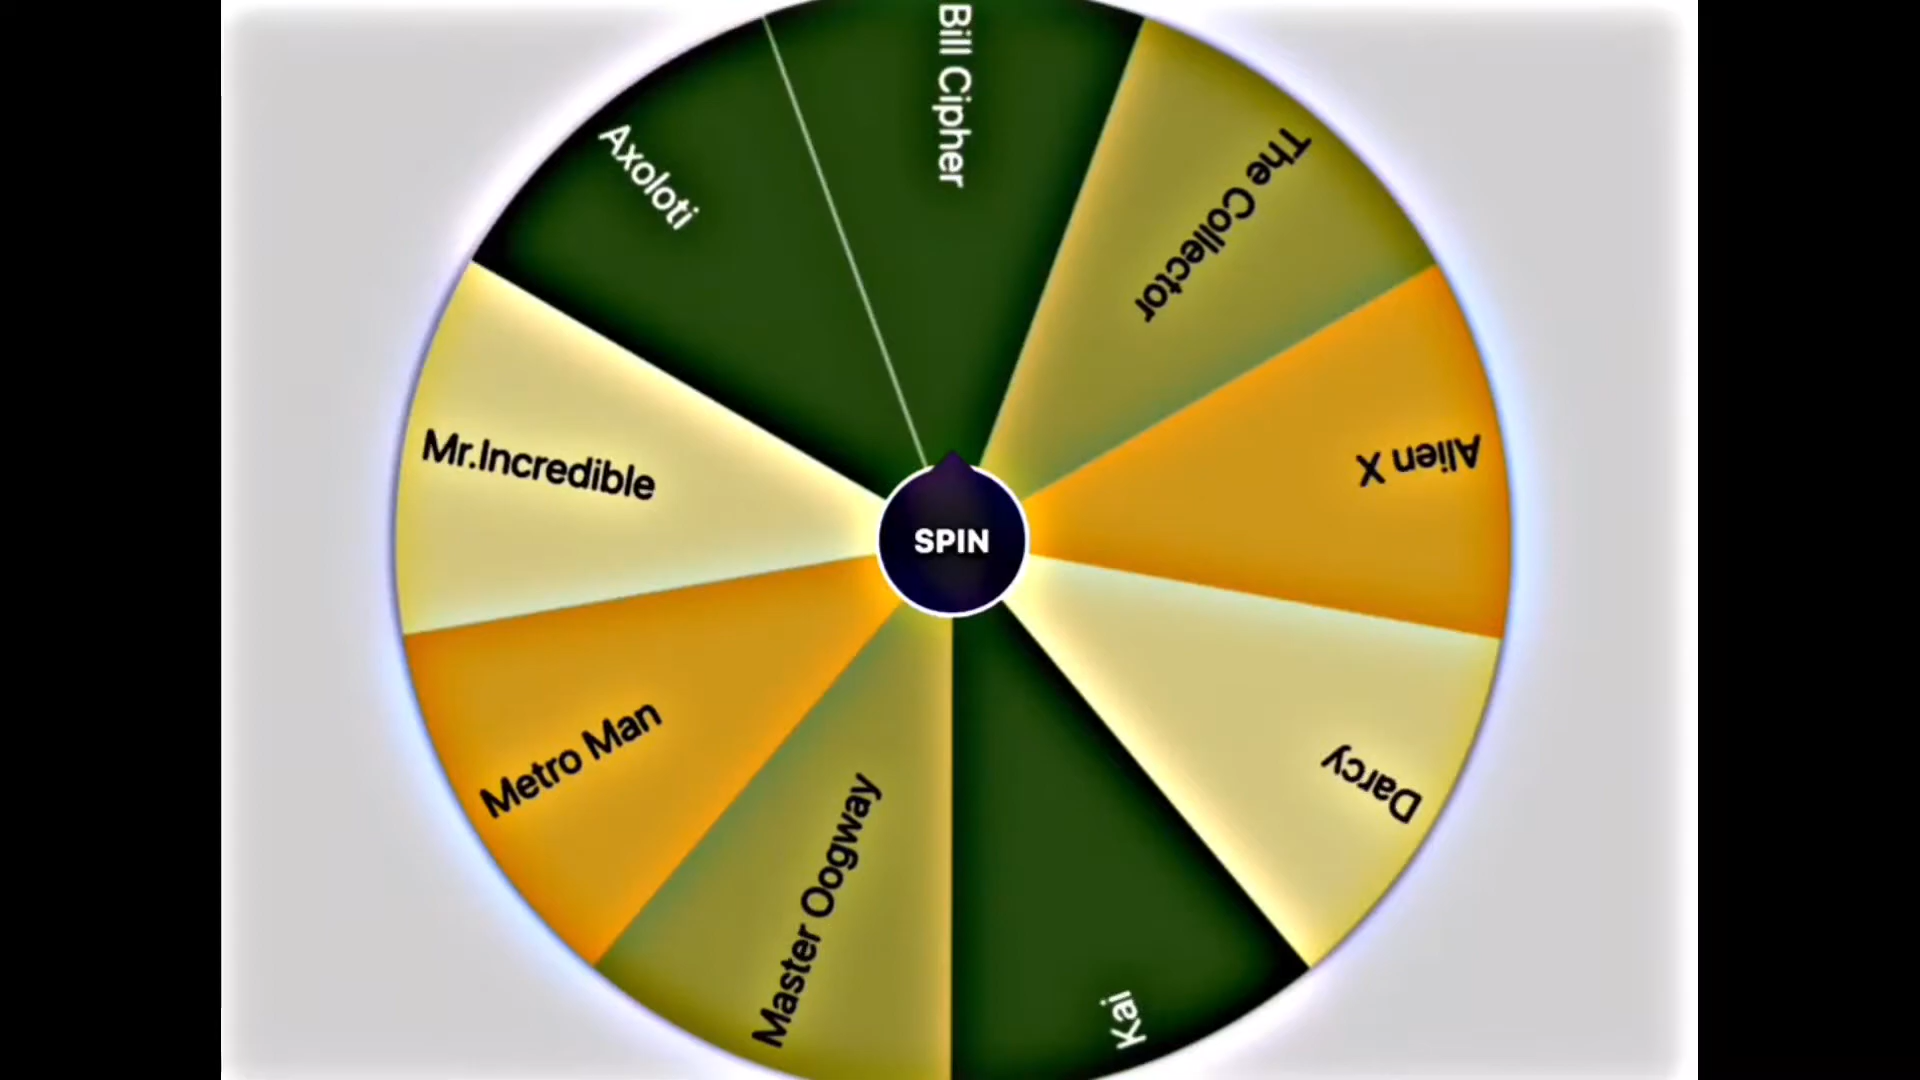 Bill Cipher
The Collector
Alien X
Darcy
Kai
Master Oogway
Metro Man
Mr.Incredible
Axoloti
SPIN